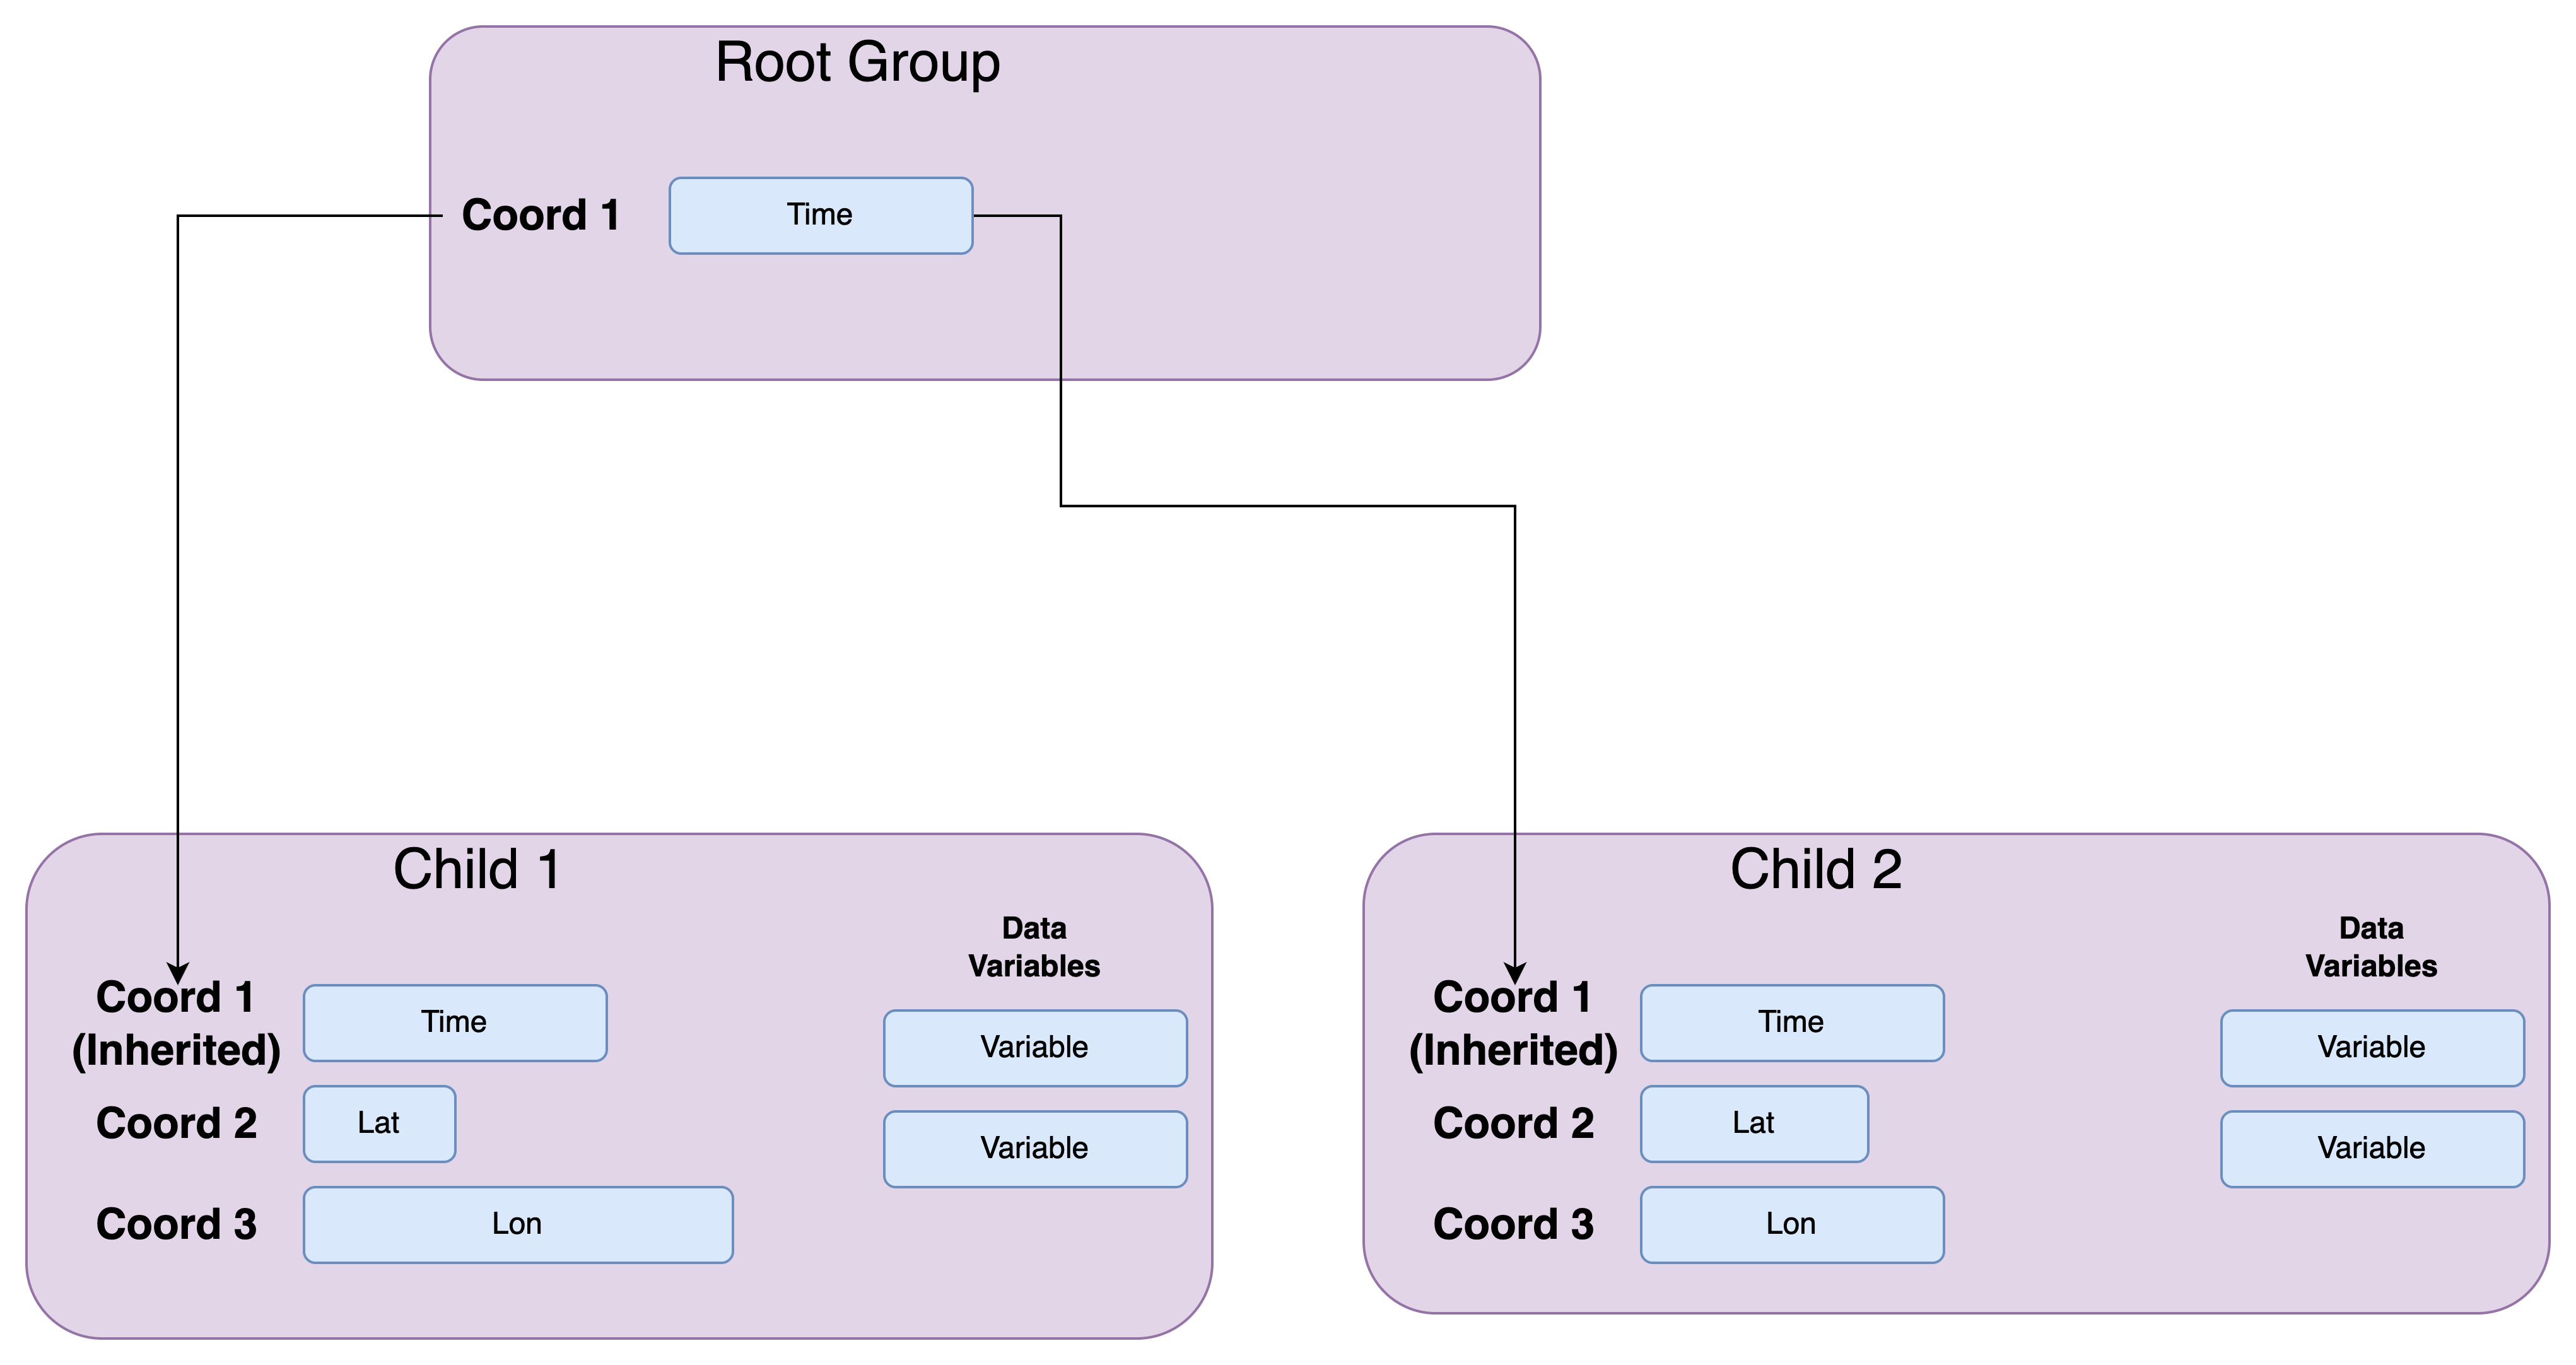 Root Group
Coord 1
Time
Child 1
Data
Variables
Coord 1
(Inherited)
Time
Variable
Coord 2
Lat
Variable
Coord 3
Lon
Child 2
Data
Variables
Coord 1
(Inherited)
Time
Variable
Coord 2
Lat
Variable
Coord 3
Lon